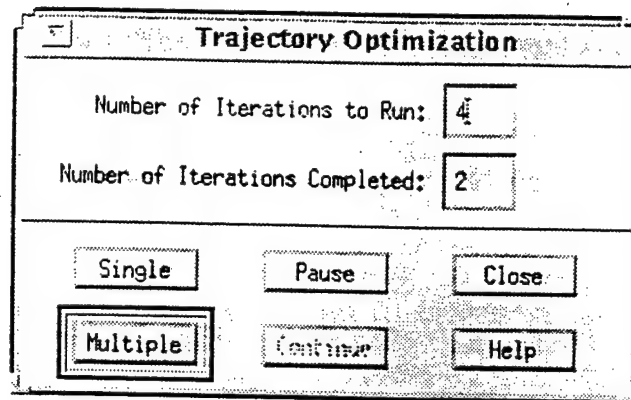 Trajectory Optimization
Number of Iterations to Run: 4
Number of Iterations Completed: 2
Single Pause Close
Multiple Continue Help